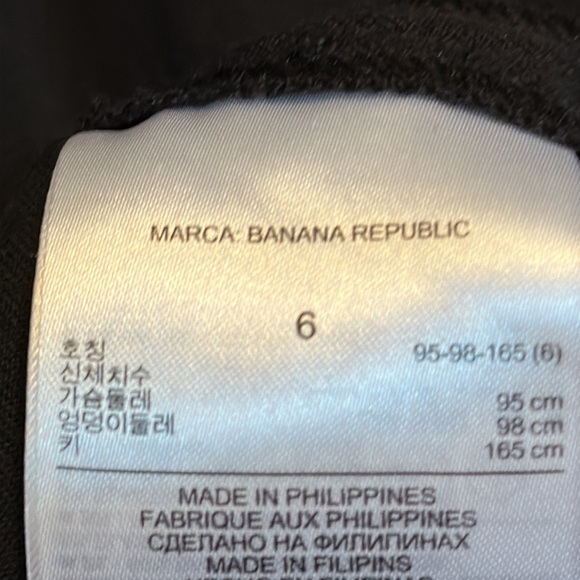 MARCA: BANANA REPUBLIC
6
호칭 95-98-165 (6)
신체치수
가슴둘레 95 cm
엉덩이둘레 98 cm
키 165 cm
MADE IN PHILIPPINES
FABRIQUE AUX PHILIPPINES
СДЕЛАНО НА ФИЛИПИНАХ
MADE IN FILIPINS